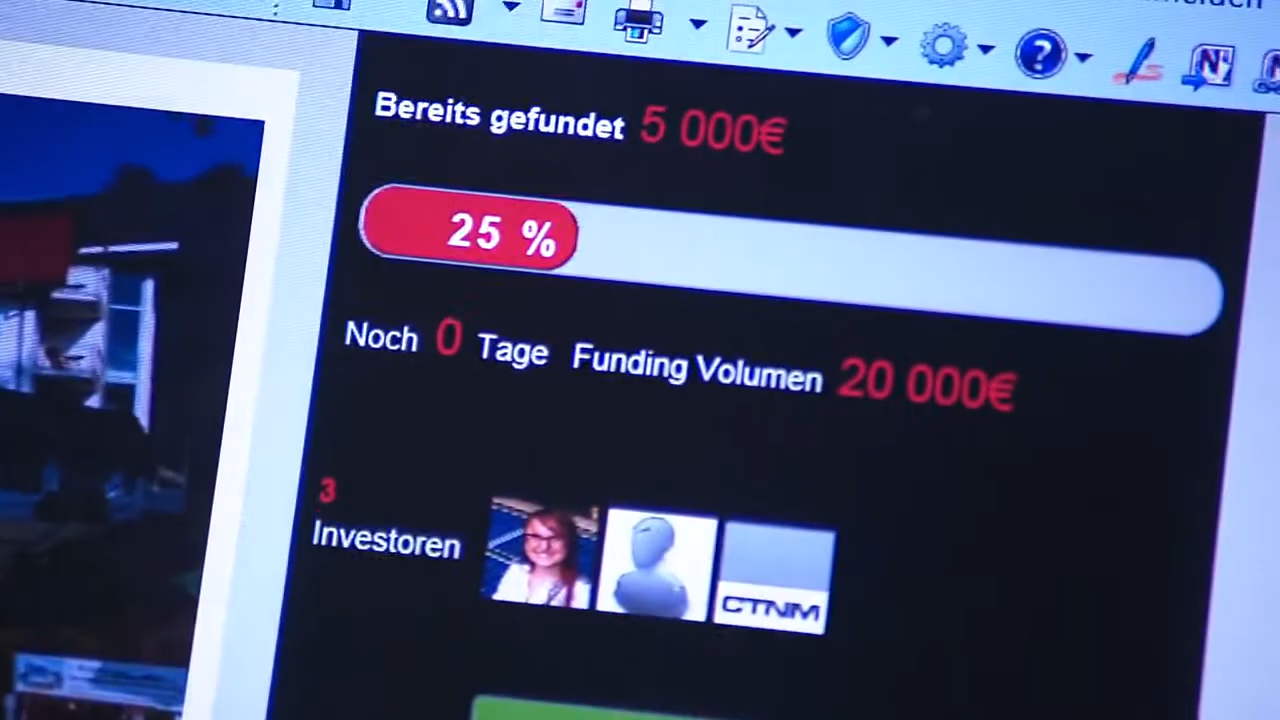 Bereits gefundet 5 000€
25 %
Noch 0 Tage Funding Volumen 20 000€
3
Investoren
CTNM